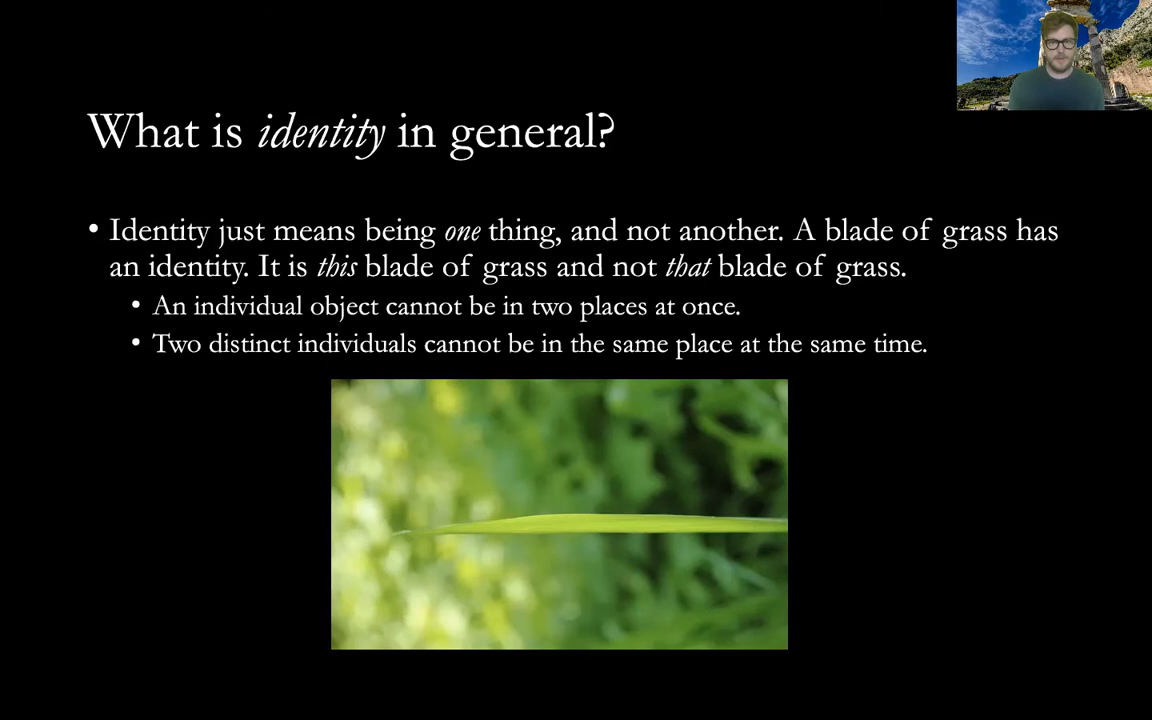 What is identity in general?
• Identity just means being one thing, and not another. A blade of grass has
an identity. It is this blade of grass and not that blade of grass.
• An individual object cannot be in two places at once.
• Two distinct individuals cannot be in the same place at the same time.